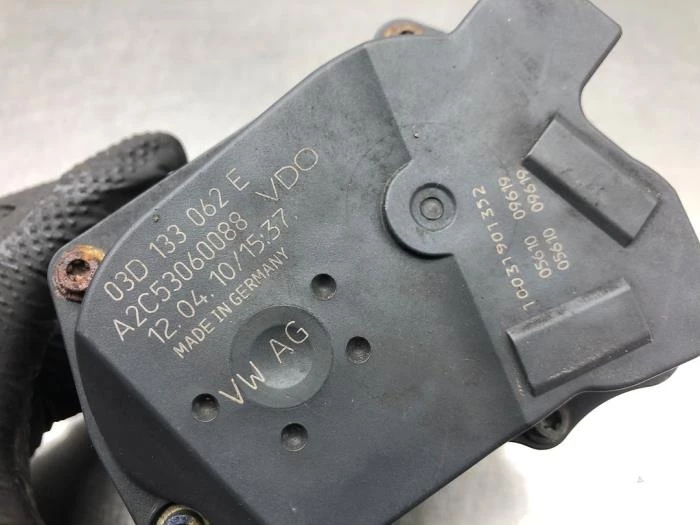 03D 133 062 E VDO
A2C53060088
12.04.10/15.37
MADE IN GERMANY
VW AG
10031901352
05610 09619
05610 09619